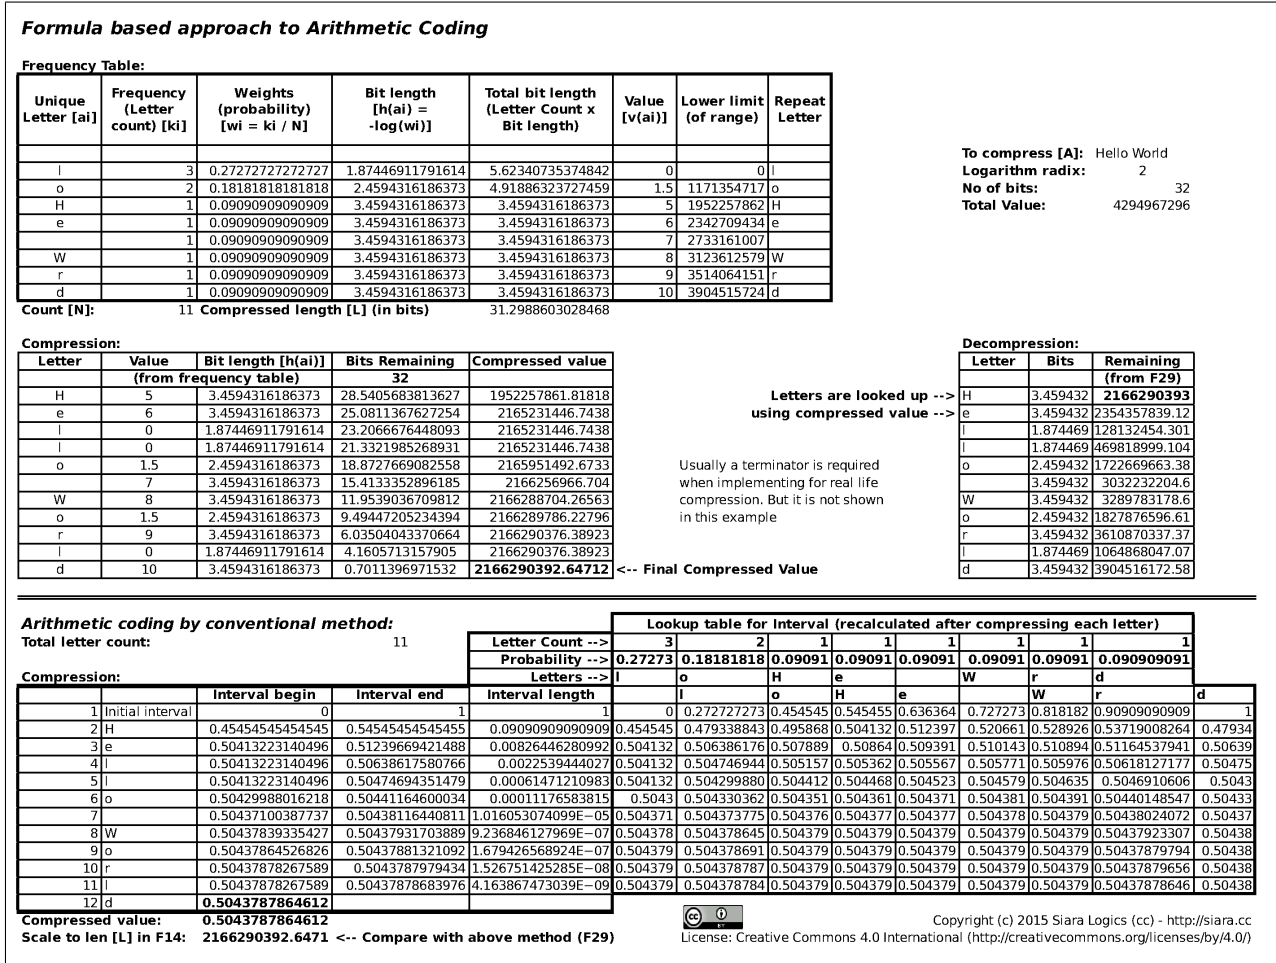 Formula based approach to Arithmetic Coding
Frequency Table:
Unique Letter [ai] Frequency (Letter count) [ki] Weights (probability) [wi = ki / N] Bit length [h(ai) = -log(wi)] Total bit length (Letter Count x Bit length) Value [v(ai)] Lower limit (of range) Repeat Letter
l 3 0.27272727272727 1.87446911791614 5.62340735374842 0 0 l
o 2 0.18181818181818 2.4594316186373 4.91886323727459 1.5 1171354717 o
H 1 0.09090909090909 3.4594316186373 3.4594316186373 5 1952257862 H
e 1 0.09090909090909 3.4594316186373 3.4594316186373 6 2342709434 e
1 0.09090909090909 3.4594316186373 3.4594316186373 7 2733161007
W 1 0.09090909090909 3.4594316186373 3.4594316186373 8 3123612579 W
r 1 0.09090909090909 3.4594316186373 3.4594316186373 9 3514064151 r
d 1 0.09090909090909 3.4594316186373 3.4594316186373 10 3904515724 d
Count [N]: 11 Compressed length [L] (in bits) 31.2988603028468
To compress [A]: Hello World
Logarithm radix: 2
No of bits: 32
Total Value: 4294967296
Compression:
Letter Value Bit length [h(ai)] Bits Remaining Compressed value
(from frequency table) 32
H 5 3.4594316186373 28.5405683813627 1952257861.81818
e 6 3.4594316186373 25.0811367627254 2165231446.7438
l 0 1.87446911791614 23.2066676448093 2165231446.7438
l 0 1.87446911791614 21.3321985268931 2165231446.7438
o 1.5 2.4594316186373 18.8727669082558 2165951492.6733
7 3.4594316186373 15.4133352896185 2166256966.704
W 8 3.4594316186373 11.9539036709812 2166288704.26563
o 1.5 2.4594316186373 9.49447205234394 2166289786.22796
r 9 3.4594316186373 6.03504043370664 2166290376.38923
l 0 1.87446911791614 4.1605713157905 2166290376.38923
d 10 3.4594316186373 0.7011396971532 2166290392.64712 <-- Final Compressed Value
Letters are looked up -->
using compressed value -->
Usually a terminator is required
when implementing for real life
compression. But it is not shown
in this example
Decompression:
Letter Bits Remaining
(from F29)
H 3.459432 2166290393
e 3.459432 2354357839.12
l 1.874469 128132454.301
l 1.874469 469818999.104
o 2.459432 1722669663.38
3.459432 3032232204.6
W 3.459432 3289783178.6
o 2.459432 1827876596.61
r 3.459432 3610870337.37
l 1.874469 1064868047.07
d 3.459432 3904516172.58
Arithmetic coding by conventional method:
Lookup table for Interval (recalculated after compressing each letter)
Total letter count: 11 Letter Count --> 3 2 1 1 1 1 1 1
Probability --> 0.27273 0.18181818 0.09091 0.09091 0.09091 0.09091 0.09091 0.090909091
Compression: Letters --> l o H e W r d
Interval begin Interval end Interval length l o H e W r d
1 Initial interval 0 1 1 0 0.272727273 0.454545 0.545455 0.636364 0.727273 0.818182 0.90909090909 1
2 H 0.45454545454545 0.54545454545455 0.09090909090909 0.454545 0.479338843 0.495868 0.504132 0.512397 0.520661 0.528926 0.53719008264 0.47934
3 e 0.50413223140496 0.51239669421488 0.00826446280992 0.504132 0.506386176 0.507889 0.50864 0.509391 0.510143 0.510894 0.51164537941 0.50639
4 l 0.50413223140496 0.50638617580766 0.0022539444027 0.504132 0.504746944 0.505157 0.505362 0.505567 0.505771 0.505976 0.50618127177 0.50475
5 l 0.50413223140496 0.50474694351479 0.00061471210983 0.504132 0.504299880 0.504412 0.504468 0.504523 0.504579 0.504635 0.5046910606 0.5043
6 o 0.50429988016218 0.50441164600034 0.00011176583815 0.5043 0.504330362 0.504351 0.504361 0.504371 0.504381 0.504391 0.50440148547 0.50433
7 0.50437100387737 0.50438116440811 1.016053074099E−05 0.504371 0.504373775 0.504376 0.504377 0.504377 0.504378 0.504379 0.50438024072 0.50437
8 W 0.50437839335427 0.50437931703889 9.236846127969E−07 0.504378 0.504378645 0.504379 0.504379 0.504379 0.504379 0.504379 0.50437923307 0.50438
9 o 0.50437864526826 0.50437881321092 1.679426568924E−07 0.504379 0.504378691 0.504379 0.504379 0.504379 0.504379 0.504379 0.50437879794 0.50438
10 r 0.50437878267589 0.5043787979434 1.526751425285E−08 0.504379 0.504378787 0.504379 0.504379 0.504379 0.504379 0.504379 0.50437879656 0.50438
11 l 0.50437878267589 0.50437878683976 4.163867473039E−09 0.504379 0.504378784 0.504379 0.504379 0.504379 0.504379 0.504379 0.50437878646 0.50438
12 d 0.5043787864612
Compressed value: 0.5043787864612
Scale to len [L] in F14: 2166290392.6471 <-- Compare with above method (F29)
cc BY
Copyright (c) 2015 Siara Logics (cc) - http://siara.cc
License: Creative Commons 4.0 International (http://creativecommons.org/licenses/by/4.0/)